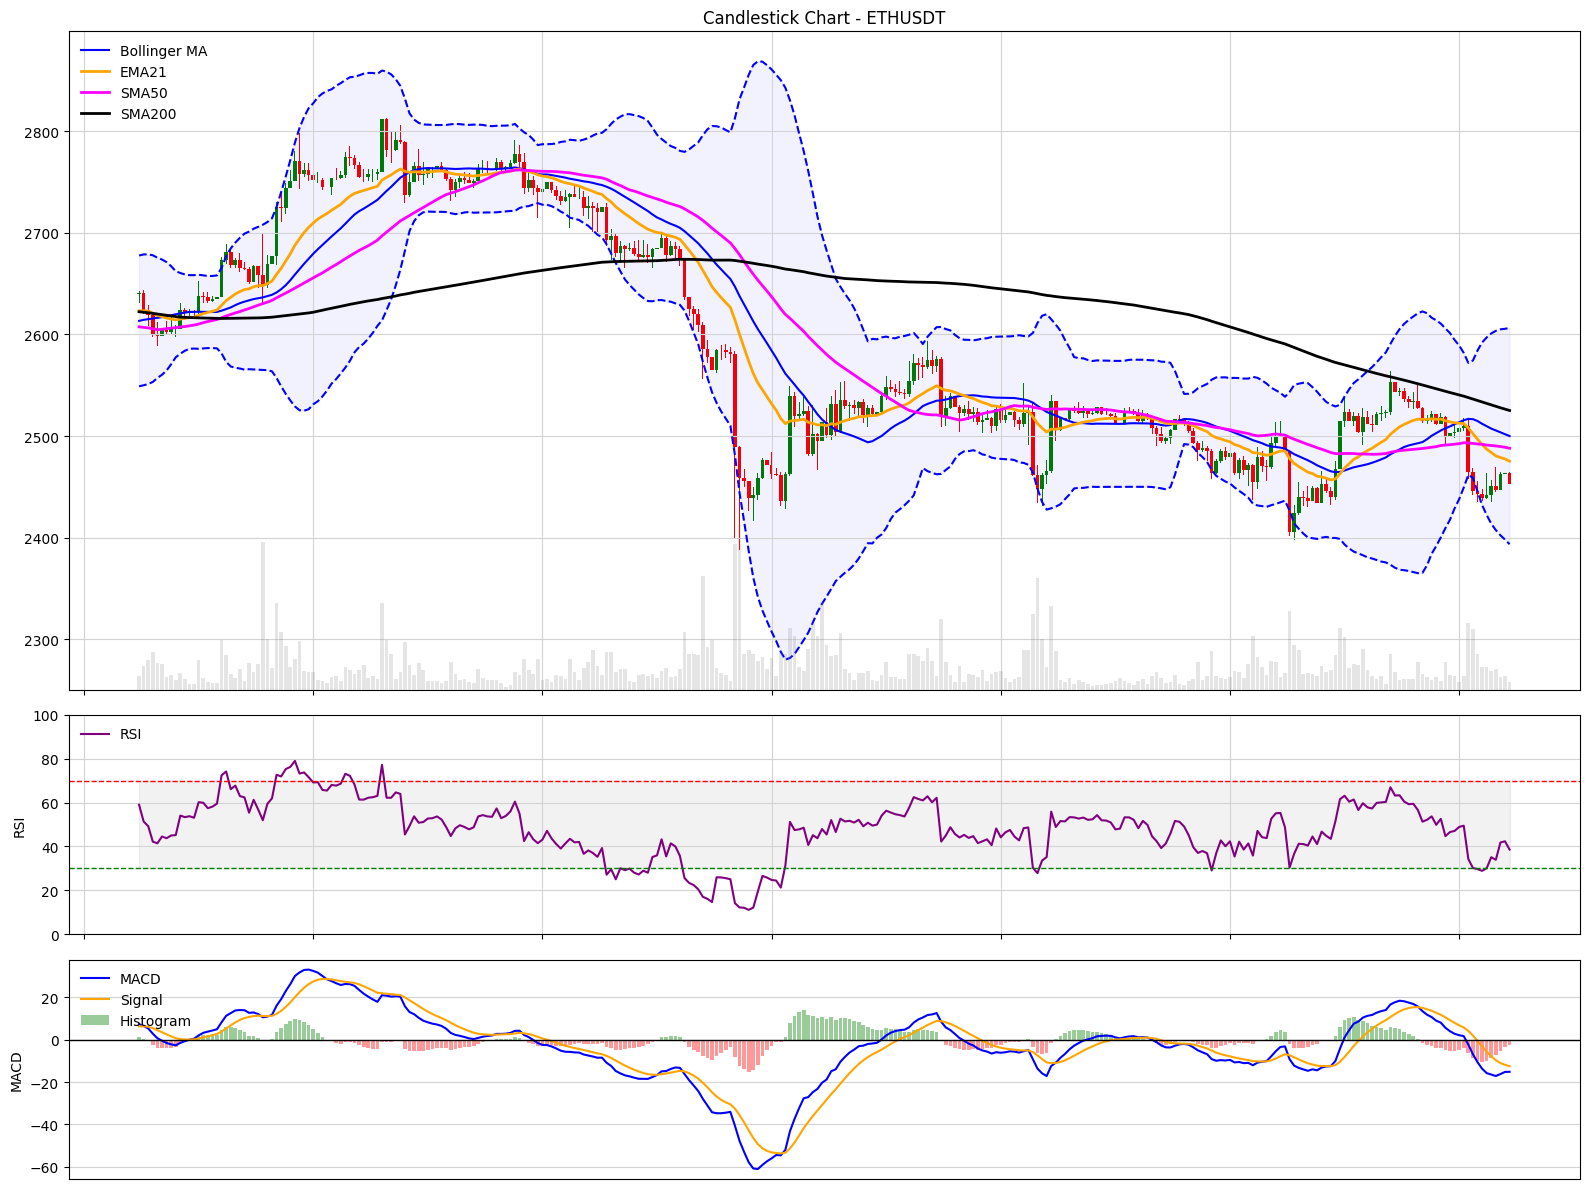 Candlestick Chart - ETHUSDT
Bollinger MA
EMA21
SMA50
SMA200
2800
2700
2600
2500
2400
2300
RSI
100
80
60
40
20
0
RSI
MACD
Signal
Histogram
20
0
−20
−40
−60
MACD